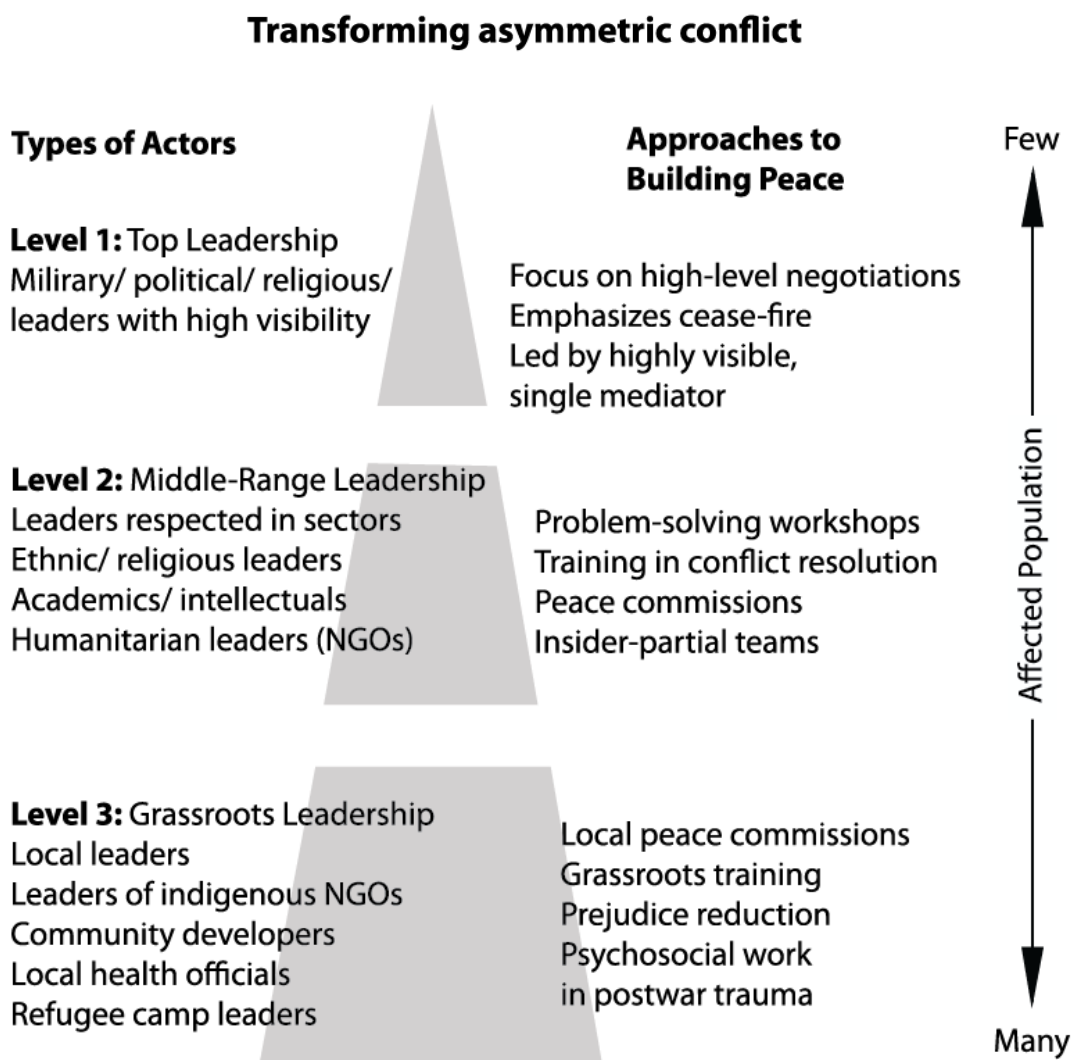 Transforming asymmetric conflict
Types of Actors
Approaches to
Building Peace
Few
Level 1: Top Leadership
Milirary/ political/ religious/
leaders with high visibility
Focus on high-level negotiations
Emphasizes cease-fire
Led by highly visible,
single mediator
Affected Population
Level 2: Middle-Range Leadership
Leaders respected in sectors
Ethnic/ religious leaders
Academics/ intellectuals
Humanitarian leaders (NGOs)
Problem-solving workshops
Training in conflict resolution
Peace commissions
Insider-partial teams
Level 3: Grassroots Leadership
Local leaders
Leaders of indigenous NGOs
Community developers
Local health officials
Refugee camp leaders
Local peace commissions
Grassroots training
Prejudice reduction
Psychosocial work
in postwar trauma
Many